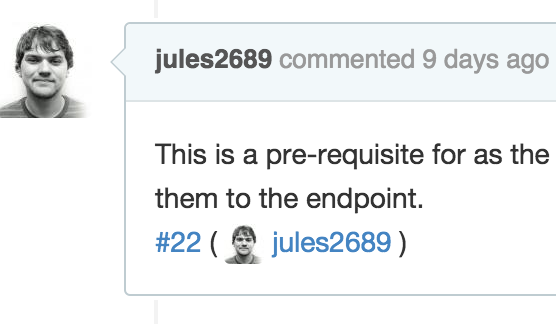 jules2689 commented 9 days ago
This is a pre-requisite for as the
them to the endpoint.
#22 ( jules2689 )